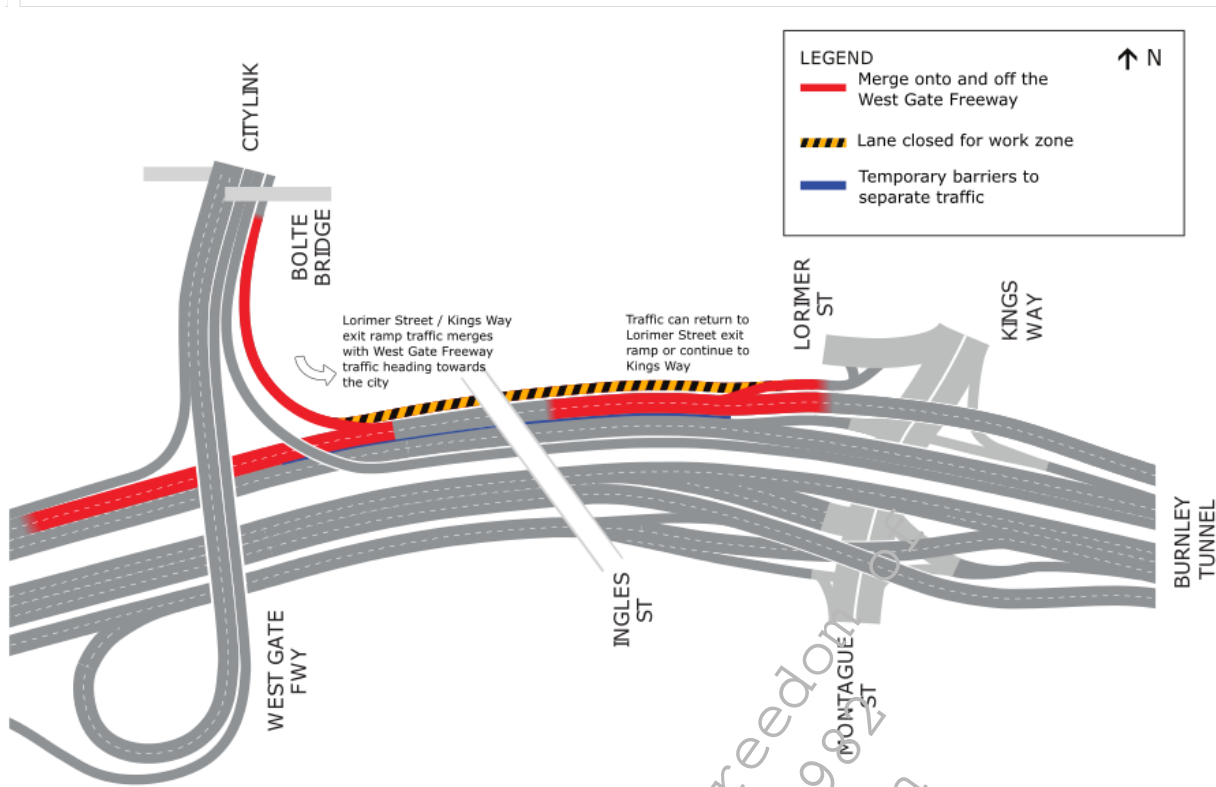 LEGEND
N
Merge onto and off the
West Gate Freeway
Lane closed for work zone
Temporary barriers to
separate traffic
CITYLINK
BOLTE
BRIDGE
Lorimer Street / Kings Way
exit ramp traffic merges
with West Gate Freeway
traffic heading towards
the city
Traffic can return to
Lorimer Street exit
ramp or continue to
Kings Way
LORIMER
ST
KINGS
WAY
BURNLEY
TUNNEL
INGLES
ST
WEST GATE
FWY
MONTAGUE
ST
reedom
982